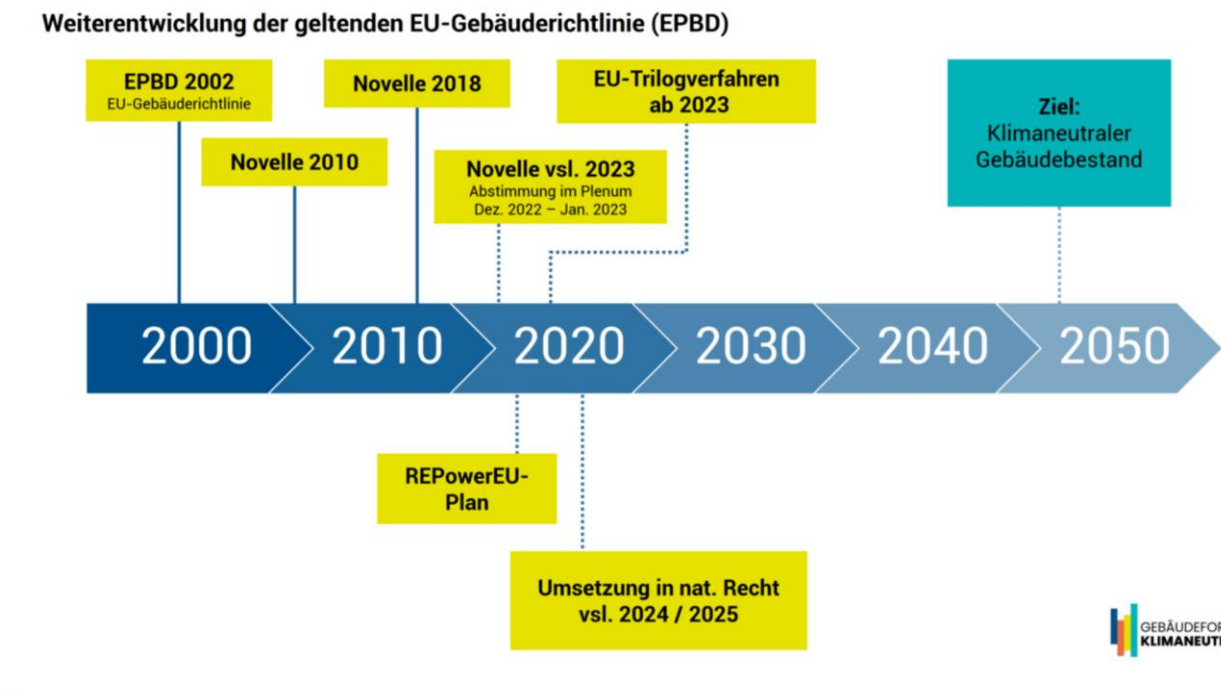 Weiterentwicklung der geltenden EU-Gebäuderichtlinie (EPBD)
EPBD 2002
EU-Gebäuderichtlinie
Novelle 2010
Novelle 2018
Novelle vsl. 2023
Abstimmung im Plenum
Dez. 2022 – Jan. 2023
EU-Trilogverfahren
ab 2023
Ziel:
Klimaneutraler
Gebäudebestand
2000
2010
2020
2030
2040
2050
REPowerEU-
Plan
Umsetzung in nat. Recht
vsl. 2024 / 2025